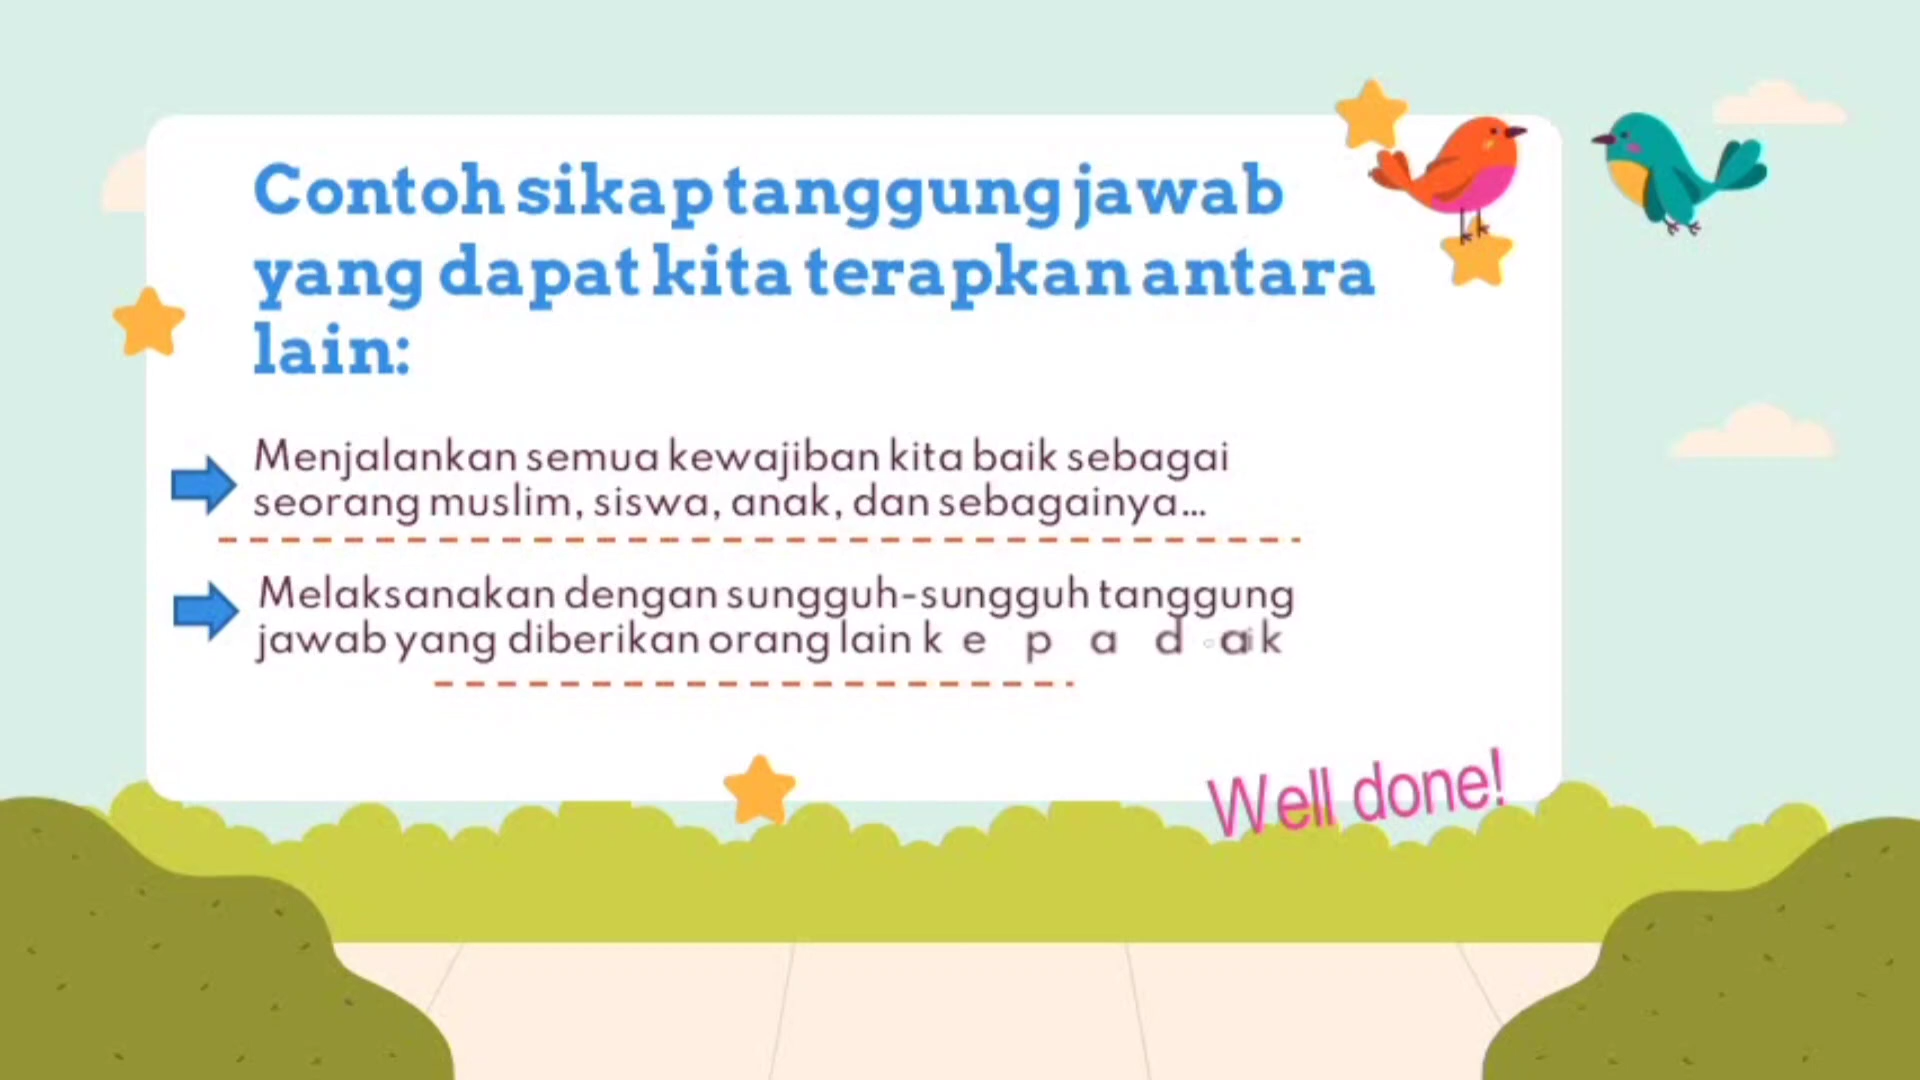 Contoh sikap tanggung jawab
yang dapat kita terapkan antara
lain:
Menjalankan semua kewajiban kita baik sebagai
seorang muslim, siswa, anak, dan sebagainya...
Melaksanakan dengan sungguh-sungguh tanggung
jawab yang diberikan orang lain
Well done!